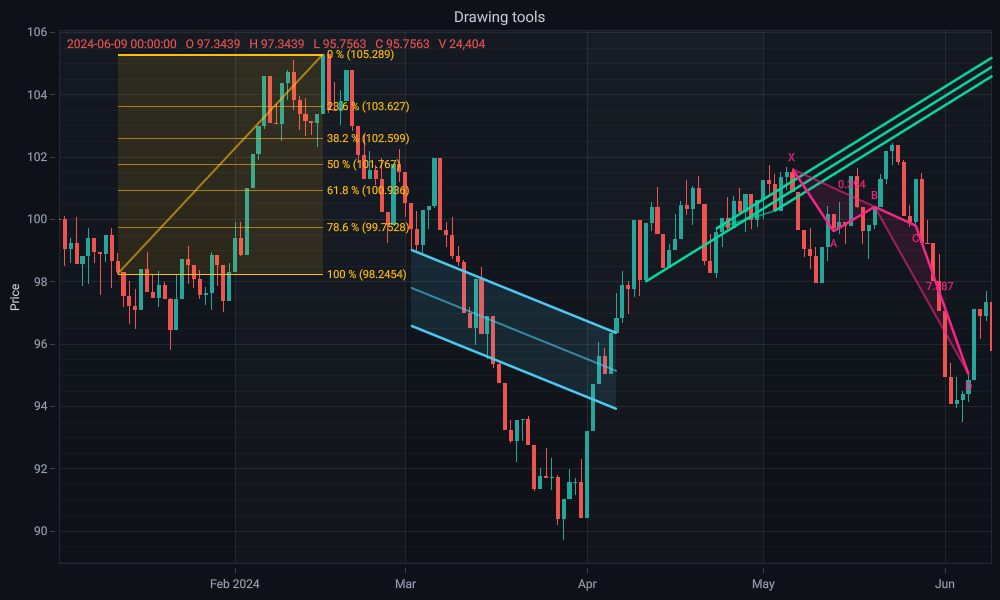 Drawing tools
2024-06-09 00:00:00 O 97.3439 H 97.3439 L 95.7563 C 95.7563 V 24,404
0 % (105.289)
23.6 % (103.627)
38.2 % (102.599)
50 % (101.767)
61.8 % (100.936)
78.6 % (99.7528)
100 % (98.2454)
X
A
B
C
D
106
104
102
100
98
96
94
92
90
Price
Feb 2024
Mar
Apr
May
Jun